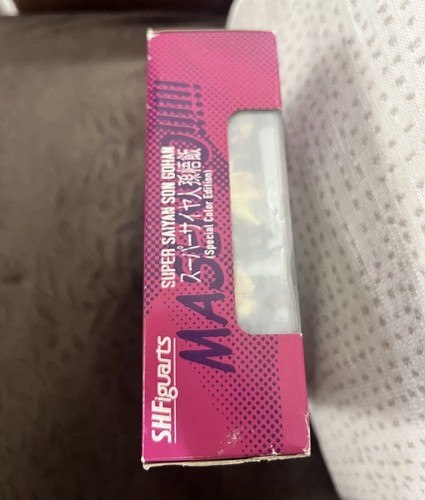 S.H.Figuarts
SUPER SAIYAN SON GOHAN
スーパーサイヤ人孫悟飯
(Special Color Edition)